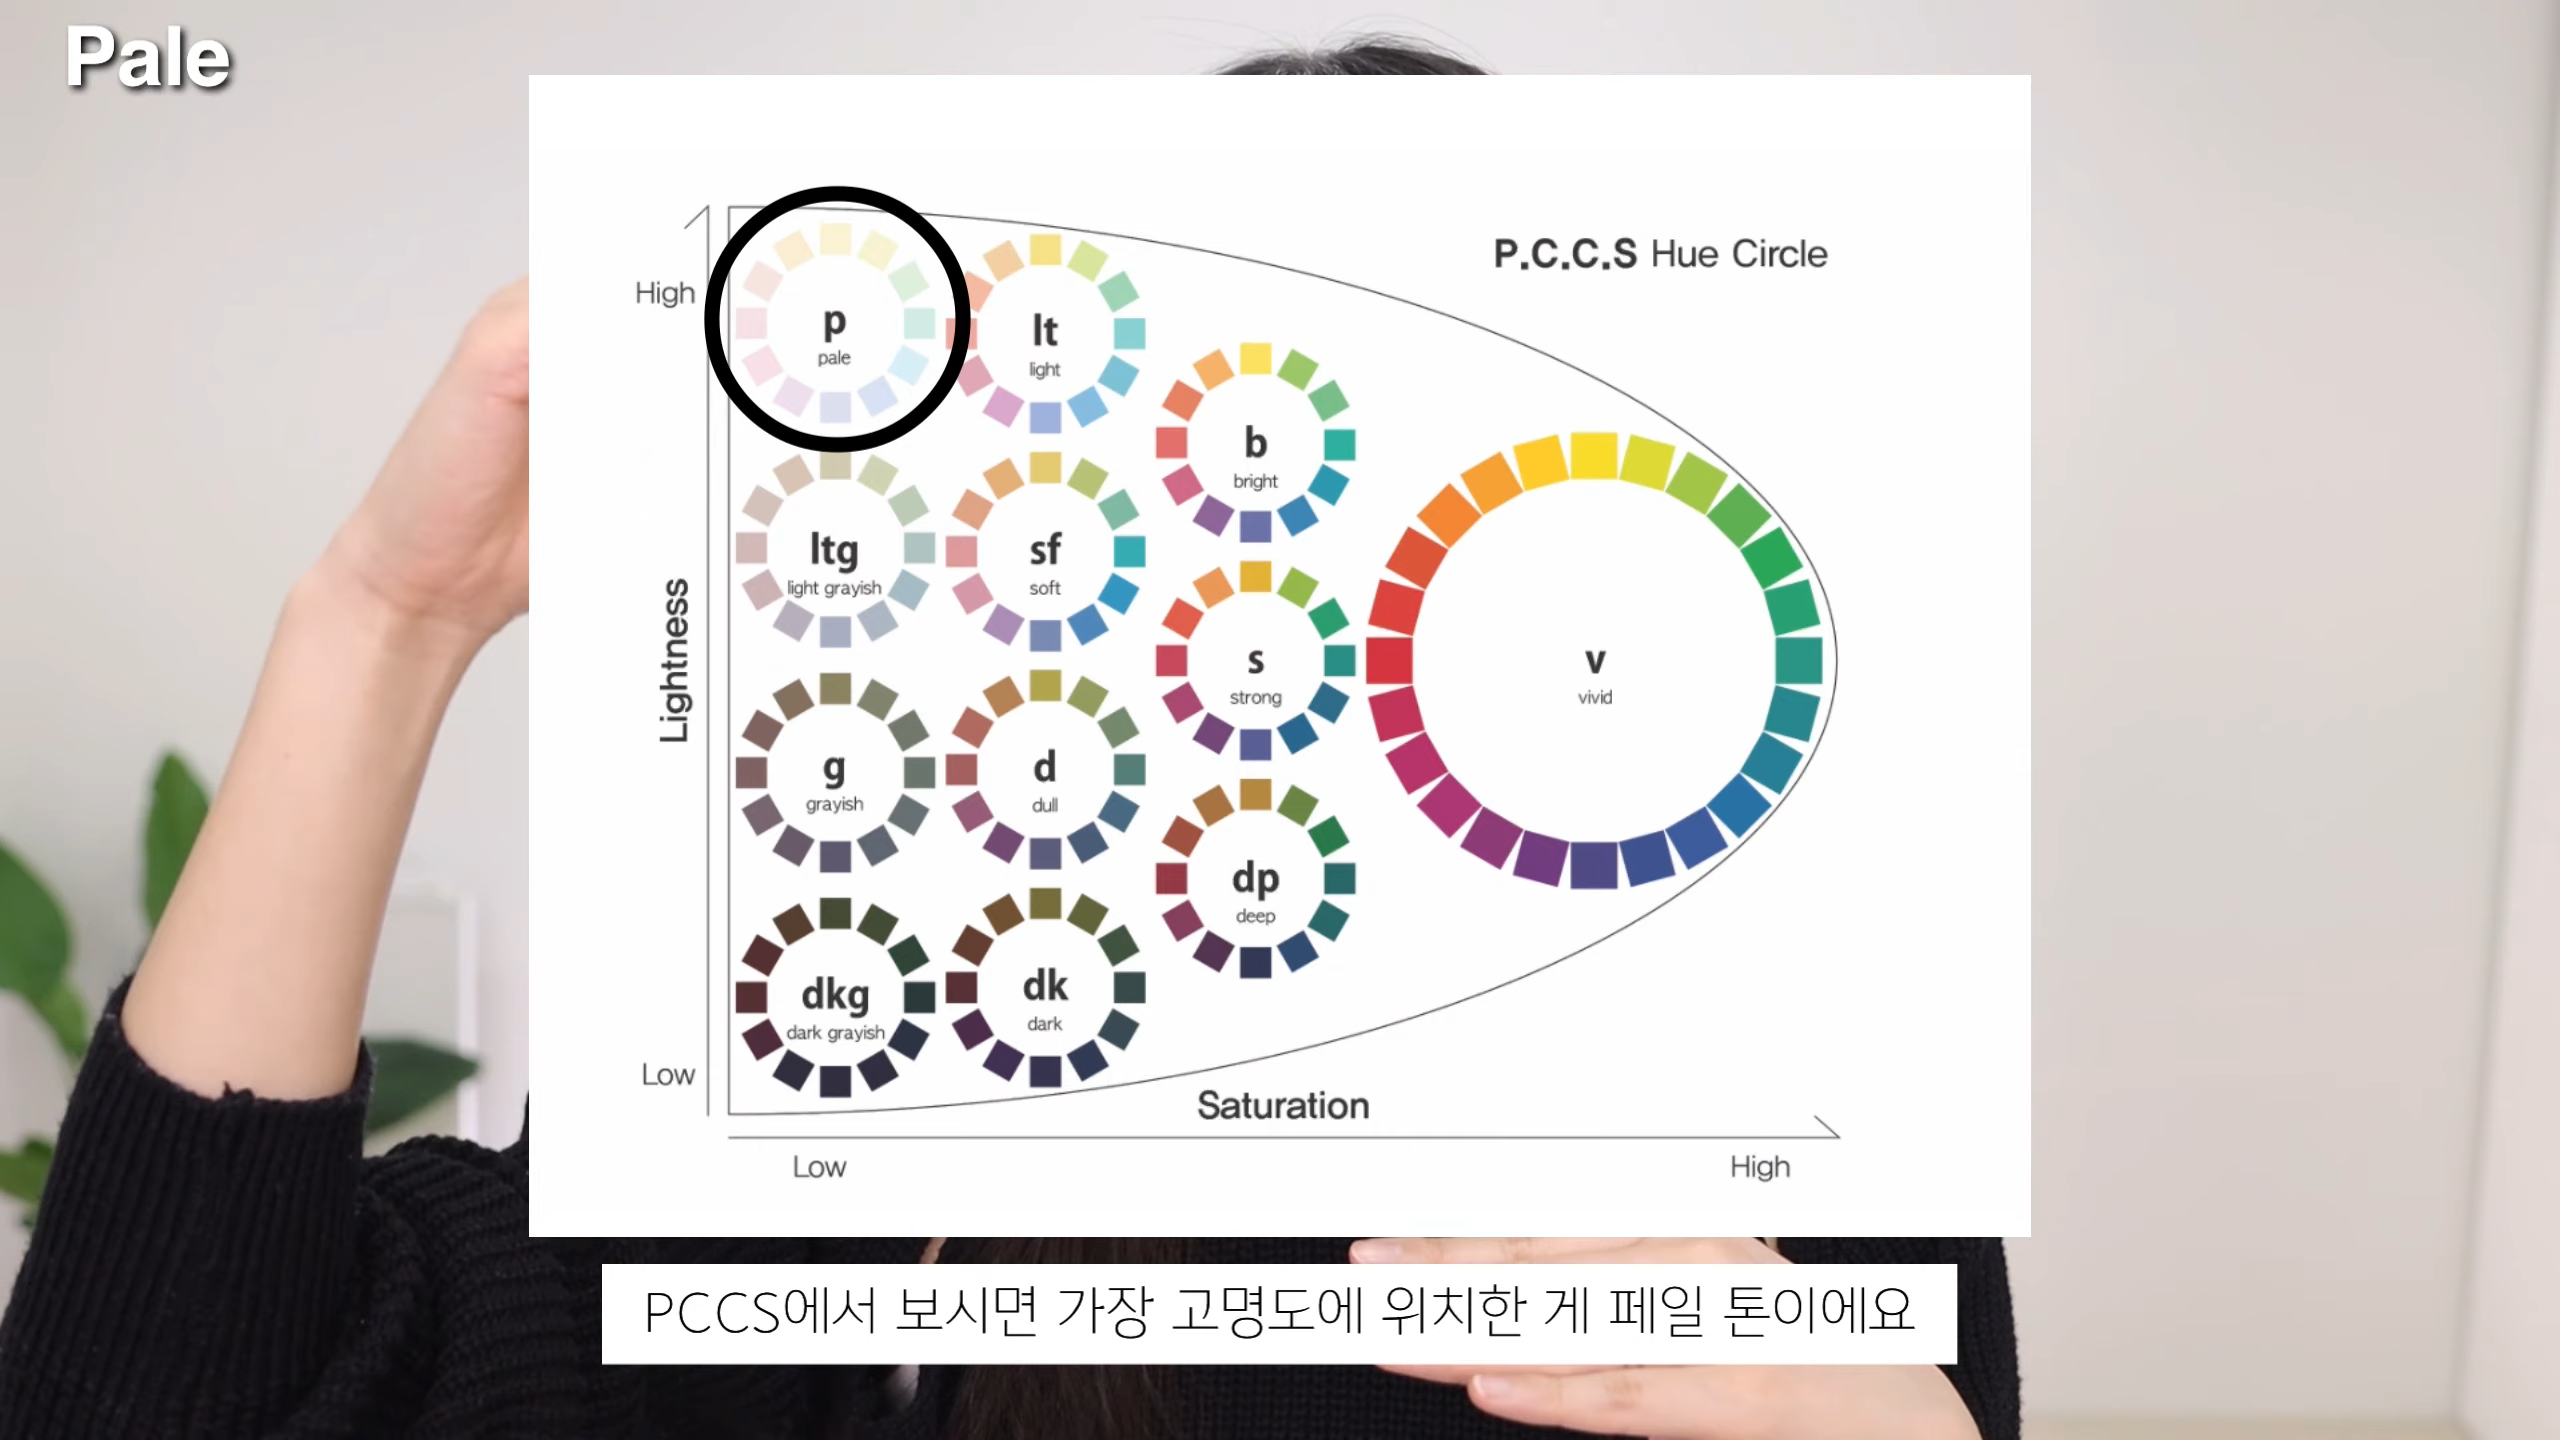 Pale
P.C.C.S Hue Circle
High
Lightness
Low
p
pale
lt
light
b
bright
ltg
light grayish
sf
soft
s
strong
v
vivid
g
grayish
d
dull
dp
deep
dkg
dark grayish
dk
dark
Saturation
Low
High
PCCS에서 보시면 가장 고명도에 위치한 게 페일 톤이에요